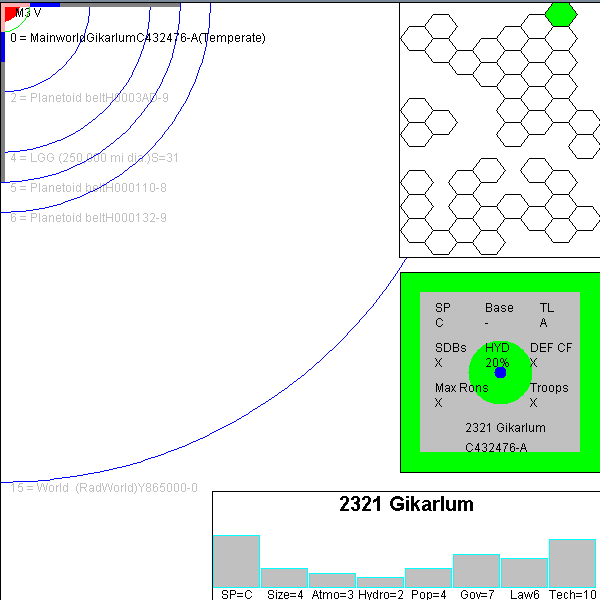 M3 V
0 = MainworldGikarlumC432476-A(Temperate)
2 = Planetoid beltH0003AD-9
4 = LGG (250,000 mi dia.)S=31
5 = Planetoid beltH000110-8
6 = Planetoid beltH000132-9
15 = World  (RadWorld)Y865000-0
SP Base TL
C - A
SDBs HYD DEF CF
X 20% X
Max Rons Troops
X X
2321 Gikarlum
C432476-A
2321 Gikarlum
SP=C Size=4 Atmo=3 Hydro=2 Pop=4 Gov=7 Law6 Tech=10